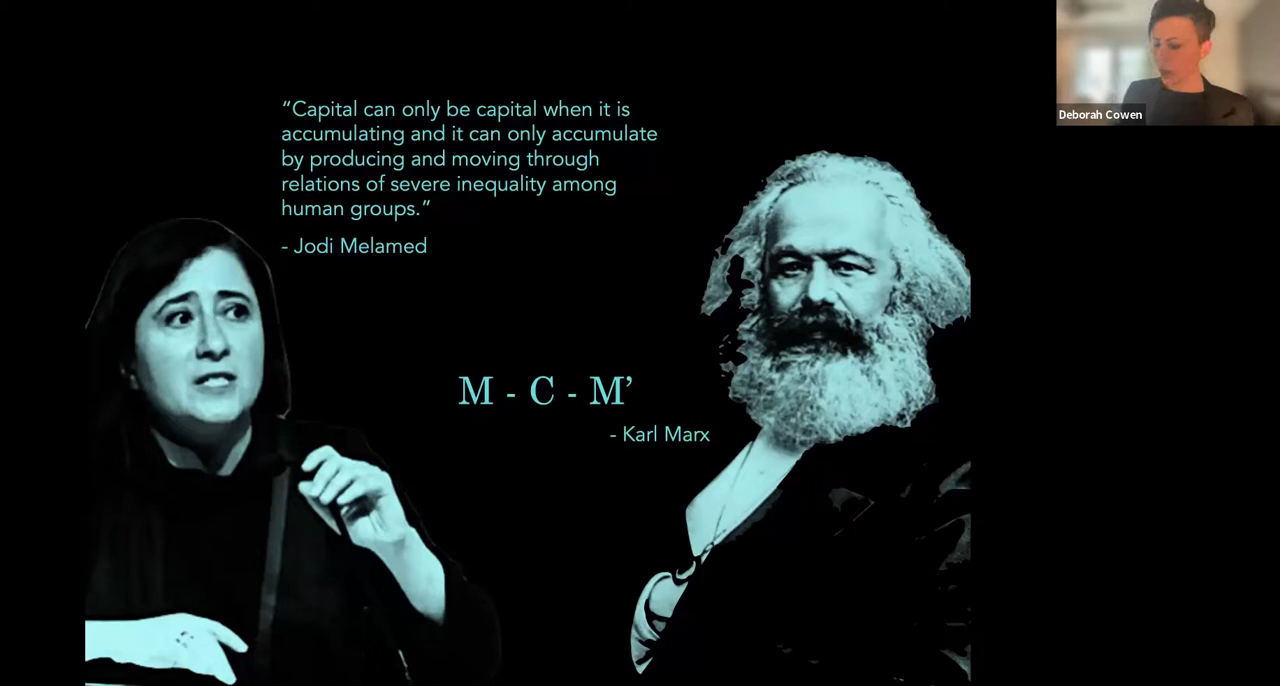 “Capital can only be capital when it is
accumulating and it can only accumulate
by producing and moving through
relations of severe inequality among
human groups.”
- Jodi Melamed
M - C - M’
- Karl Marx
Deborah Cowen